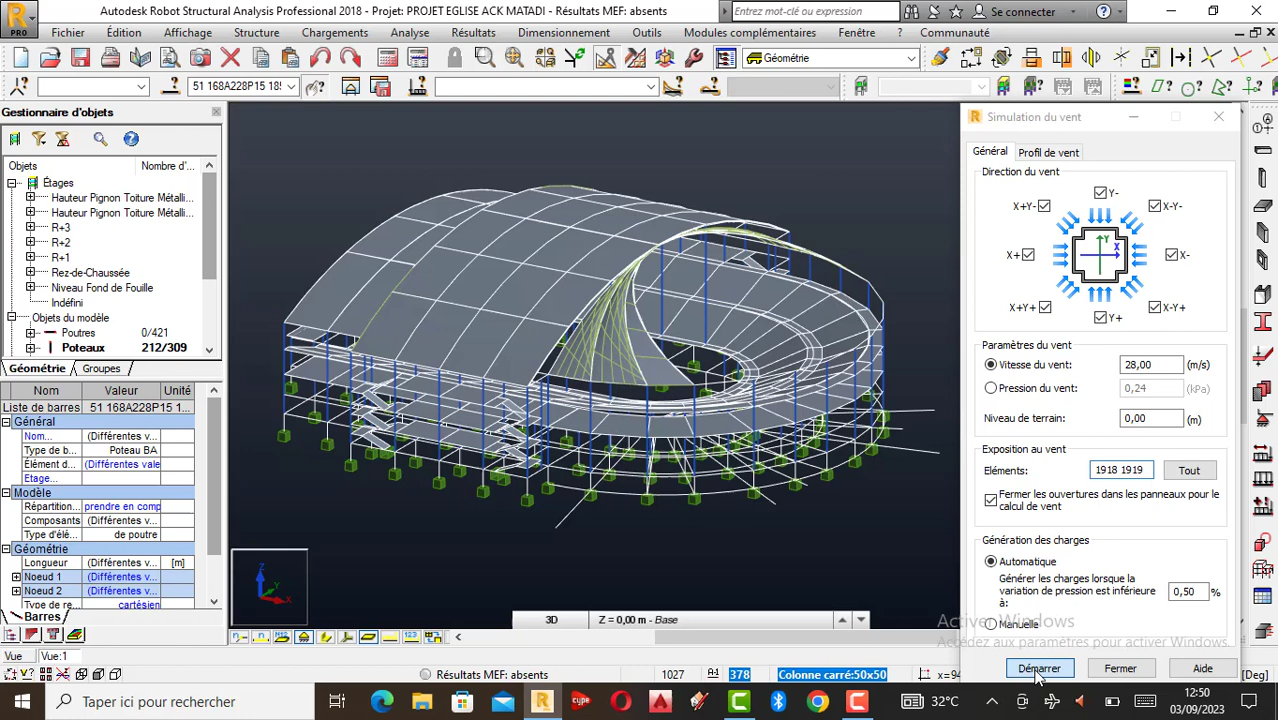 Autodesk Robot Structural Analysis Professional 2018 - Projet: PROJET EGLISE ACK MATADI - Résultats MEF: absents
Entrez mot-clé ou expression
Se connecter
PRO
Fichier Édition Affichage Structure Chargements Analyse Résultats Dimensionnement Outils Modules complémentaires Fenêtre ? Communauté
Géométrie
51 168A228P15 185
Gestionnaire d'objets
Objets Nombre d'...
Étages
Hauteur Pignon Toiture Métalli...
Hauteur Pignon Toiture Métalli...
R+3
R+2
R+1
Rez-de-Chaussée
Niveau Fond de Fouille
Indéfini
Objets du modèle
Poutres 0/421
Poteaux 212/309
Géométrie Groupes
Nom Valeur Unité
Liste de barres 51 168A228P15 1...
Général
Nom... (Différentes v...
Type de b... Poteau BA
Élément d... (Différentes vale
Etage...
Modèle
Répartition... prendre en comp
Composants (Différentes v...
Type d'élé... de poutre
Géométrie
Longueur (Différentes v... [m]
Noeud 1 (Différentes v...
Noeud 2 (Différentes v...
Type de re... cartésien
Barres
Vue Vue:1
3D Z = 0,00 m - Base
Simulation du vent
Général Profil de vent
Direction du vent
Y-
X+Y- X-Y-
X+ Y X X-
X+Y+ X-Y+
Y+
Paramètres du vent
Vitesse du vent: 28,00 (m/s)
Pression du vent: 0,24 (kPa)
Niveau de terrain: 0,00 (m)
Exposition au vent
Eléments: 1918 1919 Tout
Fermer les ouvertures dans les panneaux pour le
calcul de vent
Génération des charges
Automatique
Générer les charges lorsque la
variation de pression est inférieure
à: 0,50 %
Manuelle
Activer Windows
Accédez aux paramètres pour activer Windows.
Démarrer Fermer Aide
Résultats MEF: absents 1027 378 Colonne carré:50x50 x=94 [Deg]
Taper ici pour rechercher
32°C
12:50
03/09/2023